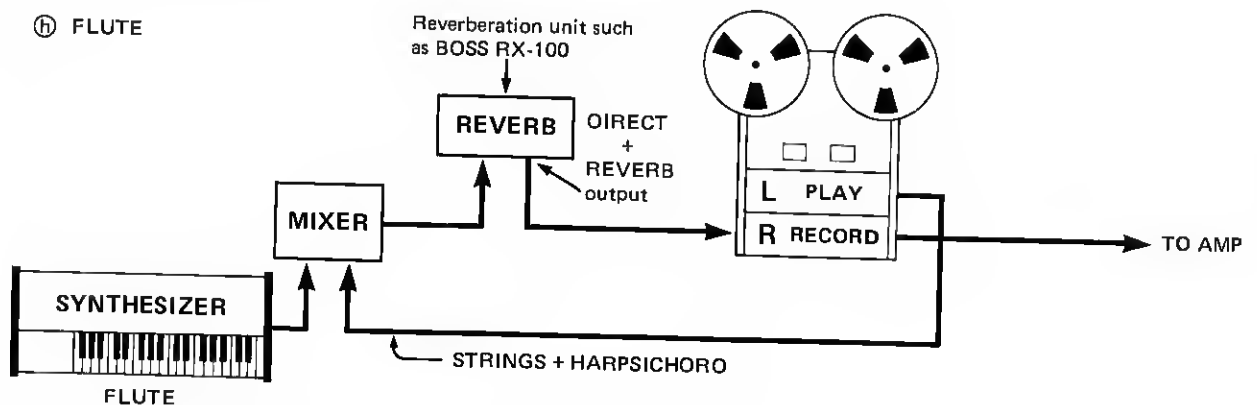 ⓗ FLUTE
Reverberation unit such
as BOSS RX-100
REVERB
OIRECT
+
REVERB
output
MIXER
L PLAY
R RECORD
TO AMP
SYNTHESIZER
STRINGS + HARPSICHORO
FLUTE